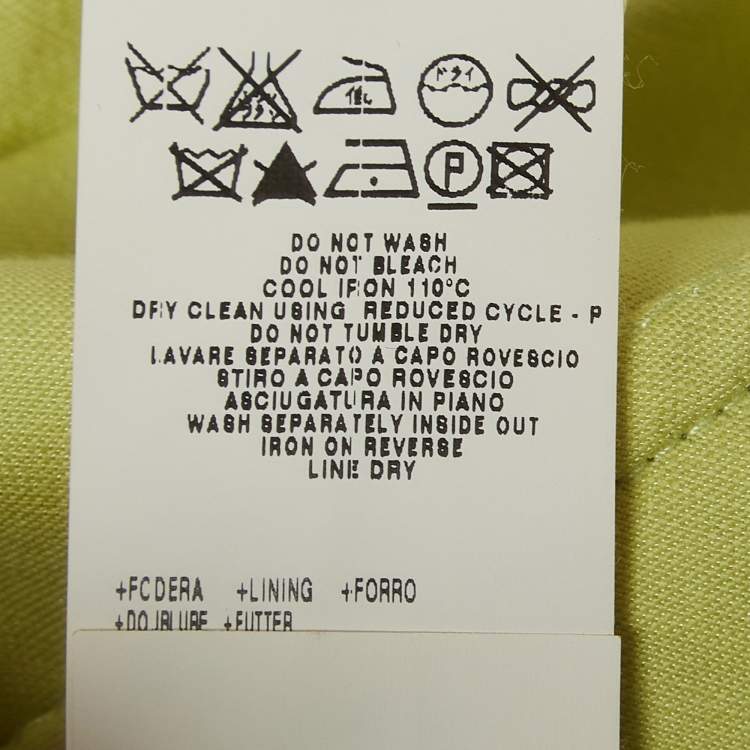 低
ドライ
P
DO NOT WASH
DO NOT BLEACH
COOL IRON 110°C
DRY CLEAN USING REDUCED CYCLE - P
DO NOT TUMBLE DRY
LAVARE SEPARATO A CAPO ROVESCIO
STIRO A CAPO ROVESCIO
ASCIUGATURA IN PIANO
WASH SEPARATELY INSIDE OUT
IRON ON REVERSE
LINE DRY
+FODERA +LINING +FORRO
+DOUBLURE +FUTTER